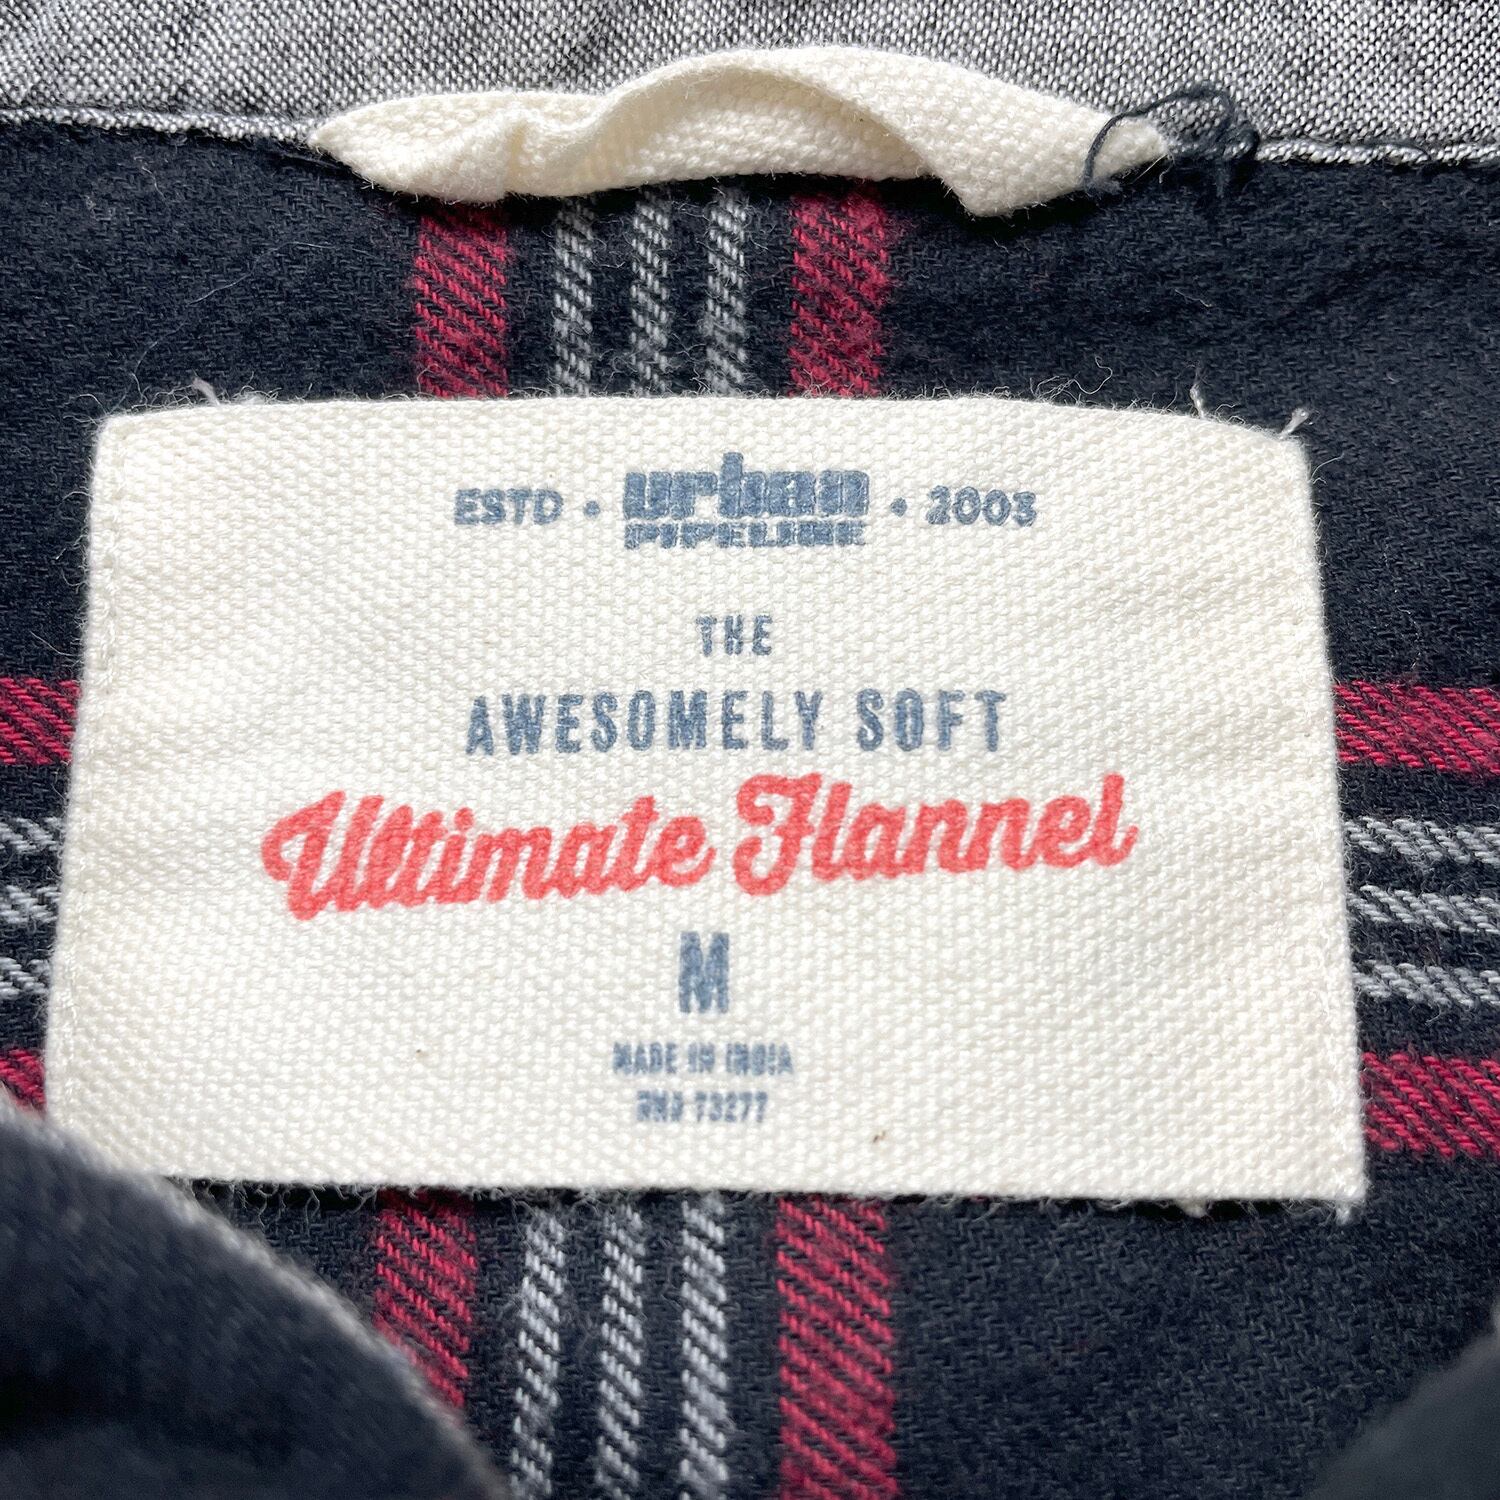 ESTD • urban PIPELINE • 2003
THE
AWESOMELY SOFT
Ultimate Flannel
M
MADE IN INDIA
RN# 73277